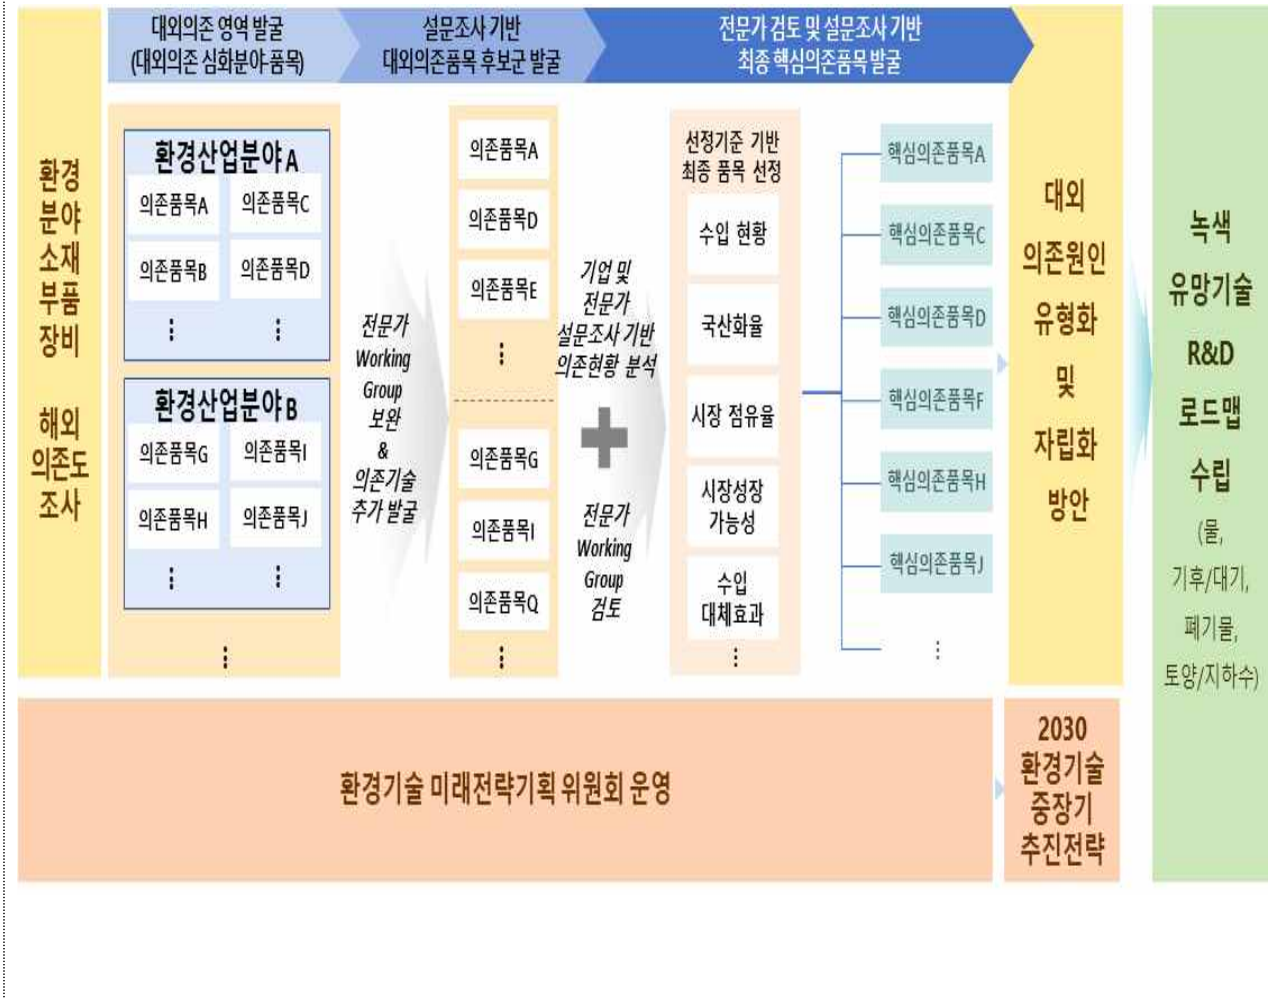 대외의존 영역 발굴
(대외의존 심화분야·품목)
설문조사 기반
대외의존품목 후보군 발굴
전문가 검토 및 설문조사 기반
최종 핵심의존품목 발굴
환경
분야
소재
부품
장비
해외
의존도
조사
환경산업분야 A
의존품목A
의존품목C
의존품목B
의존품목D
⋮
⋮
환경산업분야 B
의존품목G
의존품목I
의존품목H
의존품목J
⋮
⋮
⋮
전문가
Working
Group
보완
&
의존기술
추가 발굴
의존품목A
의존품목D
의존품목E
⋮
의존품목G
의존품목I
의존품목Q
⋮
기업 및
전문가
설문조사 기반
의존현황 분석
전문가
Working
Group
검토
선정기준 기반
최종 품목 선정
수입 현황
국산화율
시장 점유율
시장성장
가능성
수입
대체효과
⋮
핵심의존품목A
핵심의존품목C
핵심의존품목D
핵심의존품목F
핵심의존품목H
핵심의존품목J
⋮
대외
의존원인
유형화
및
자립화
방안
녹색
유망기술
R&D
로드맵
수립
(물,
기후/대기,
폐기물,
토양/지하수)
환경기술 미래전략기획 위원회 운영
2030
환경기술
중장기
추진전략